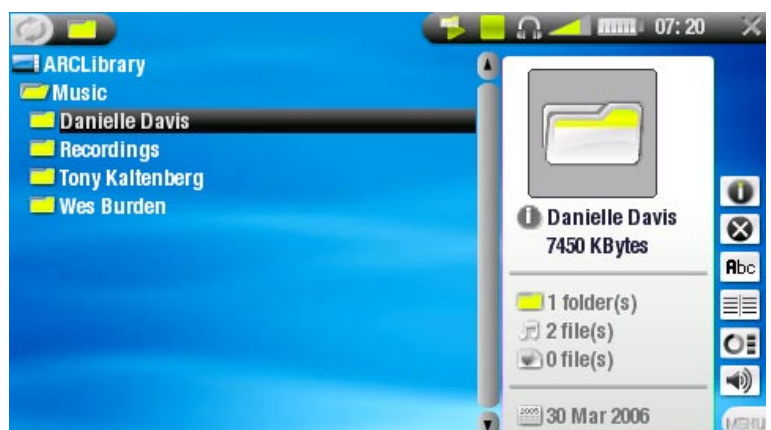 07:20
ARCLibrary
Music
Danielle Davis
Recordings
Tony Kaltenberg
Wes Burden
Danielle Davis
7450 KBytes
1 folder(s)
2 file(s)
0 file(s)
2005 30 Mar 2006
Abc
MENU